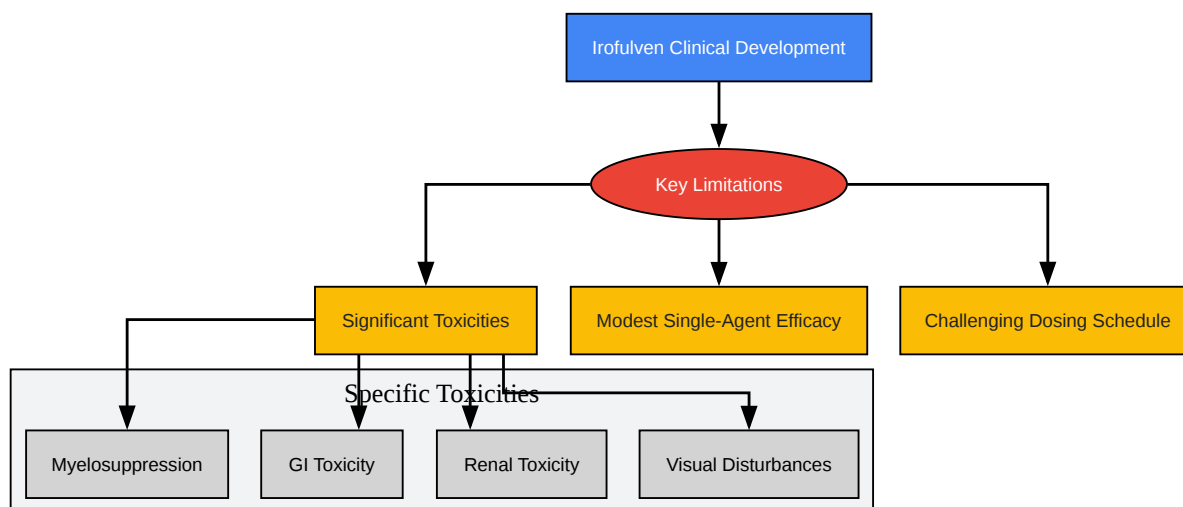 Irofulven Clinical Development
Key Limitations
Significant Toxicities
Modest Single-Agent Efficacy
Challenging Dosing Schedule
Specific Toxicities
Myelosuppression
GI Toxicity
Renal Toxicity
Visual Disturbances